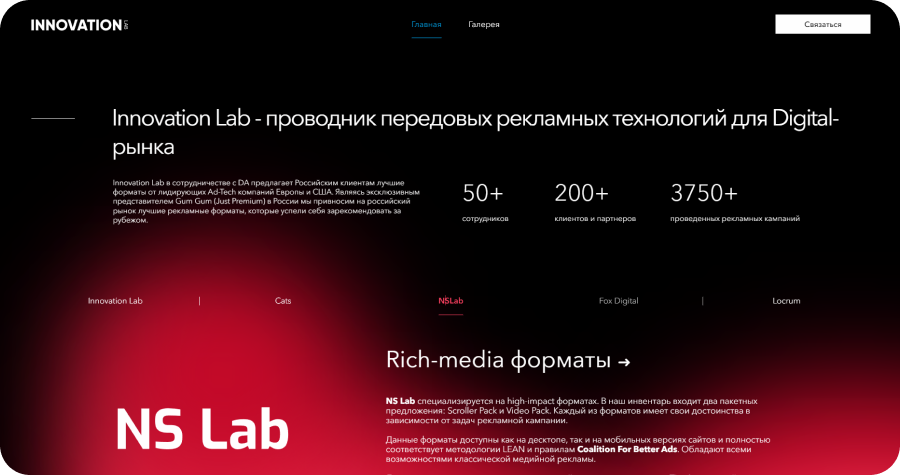 INNOVATION LAB
Главная
Галерея
Связаться
Innovation Lab - проводник передовых рекламных технологий для Digital-
рынка
Innovation Lab в сотрудничестве с DA предлагает Российским клиентам лучшие
форматы от лидирующих Ad-Tech компаний Европы и США. Являясь эксклюзивным
представителем Gum Gum (Just Premium) в России мы привносим на российский
рынок лучшие рекламные форматы, которые успели себя зарекомендовать за
рубежом.
50+
сотрудников
200+
клиентов и партнеров
3750+
проведенных рекламных кампаний
Innovation Lab | Cats NSLab Fox Digital | Locrum
NS Lab
Rich-media форматы →
NS Lab специализируется на high-impact форматах. В наш инвентарь входит два пакетных
предложения: Scroller Pack и Video Pack. Каждый из форматов имеет свои достоинства в
зависимости от задач рекламной кампании.
Данные форматы доступны как на десктопе, так и на мобильных версиях сайтов и полностью
соответствует методологии LEAN и правилам Coalition For Better Ads. Обладают всеми
возможностями классической медийной рекламы.